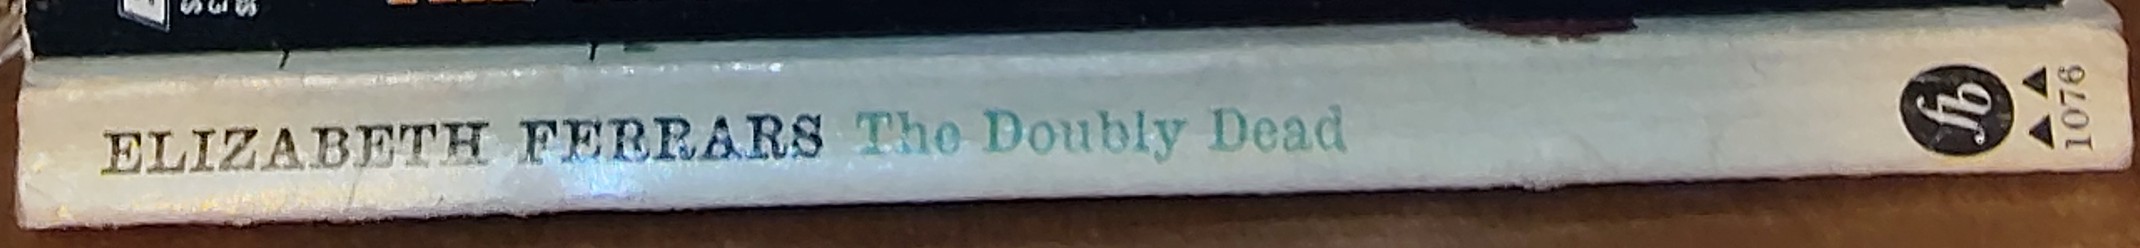 ELIZABETH FERRARS The Doubly Dead
fb
1076